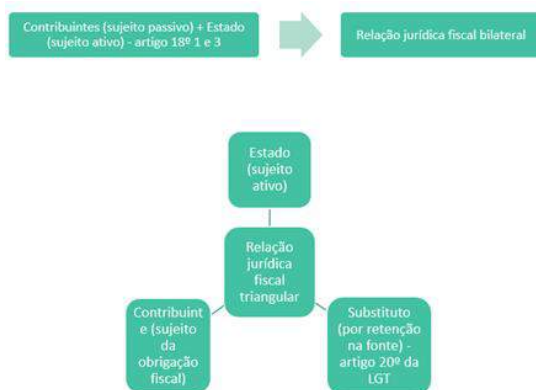 Contribuintes (sujeito passivo) + Estado
(sujeito ativo) - artigo 18º 1 e 3
Relação jurídica fiscal bilateral
Estado
(sujeito
ativo)
Relação
jurídica
fiscal
triangular
Contribuint
e (sujeito
da
obrigação
fiscal)
Substituto
(por retenção
na fonte) -
artigo 20º da
LGT